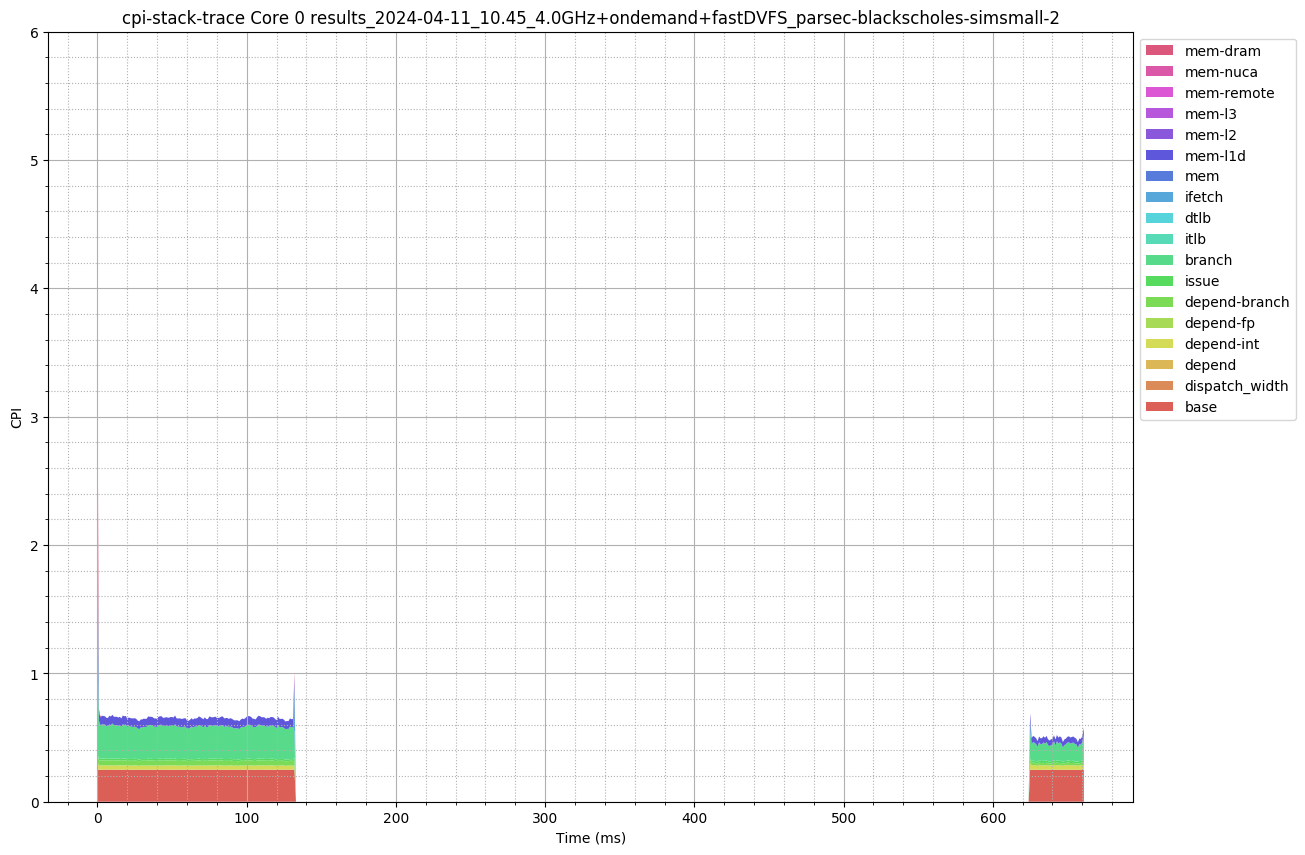 cpi-stack-trace Core 0 results_2024-04-11_10.45_4.0GHz+ondemand+fastDVFS_parsec-blackscholes-simsmall-2
6
5
4
3
2
1
0
CPI
0 100 200 300 400 500 600
Time (ms)
mem-dram
mem-nuca
mem-remote
mem-l3
mem-l2
mem-l1d
mem
ifetch
dtlb
itlb
branch
issue
depend-branch
depend-fp
depend-int
depend
dispatch_width
base